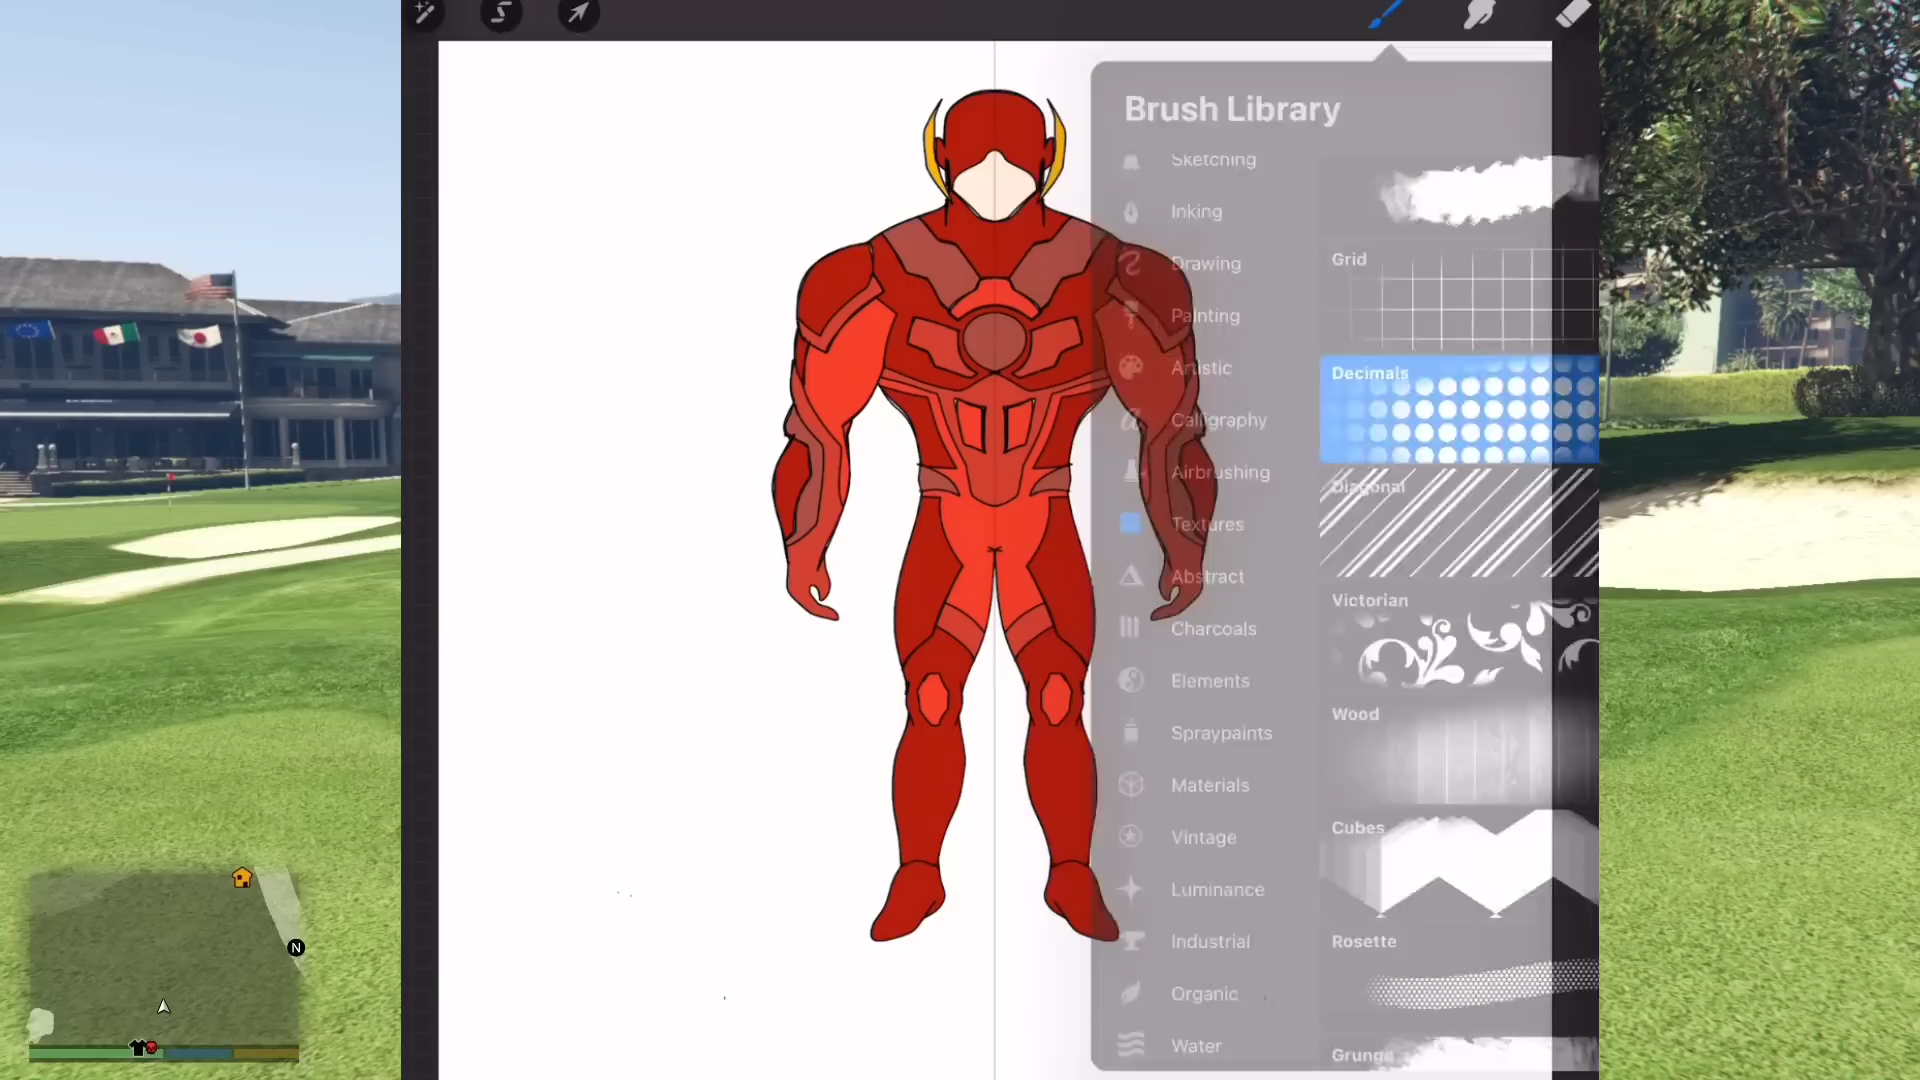 Brush Library
Sketching
Inking
Drawing
Painting
Artistic
Calligraphy
Airbrushing
Textures
Abstract
Charcoals
Elements
Spraypaints
Materials
Vintage
Luminance
Industrial
Organic
Water
Grid
Decimals
Diagonal
Victorian
Wood
Cubes
Rosette
Grunge
N